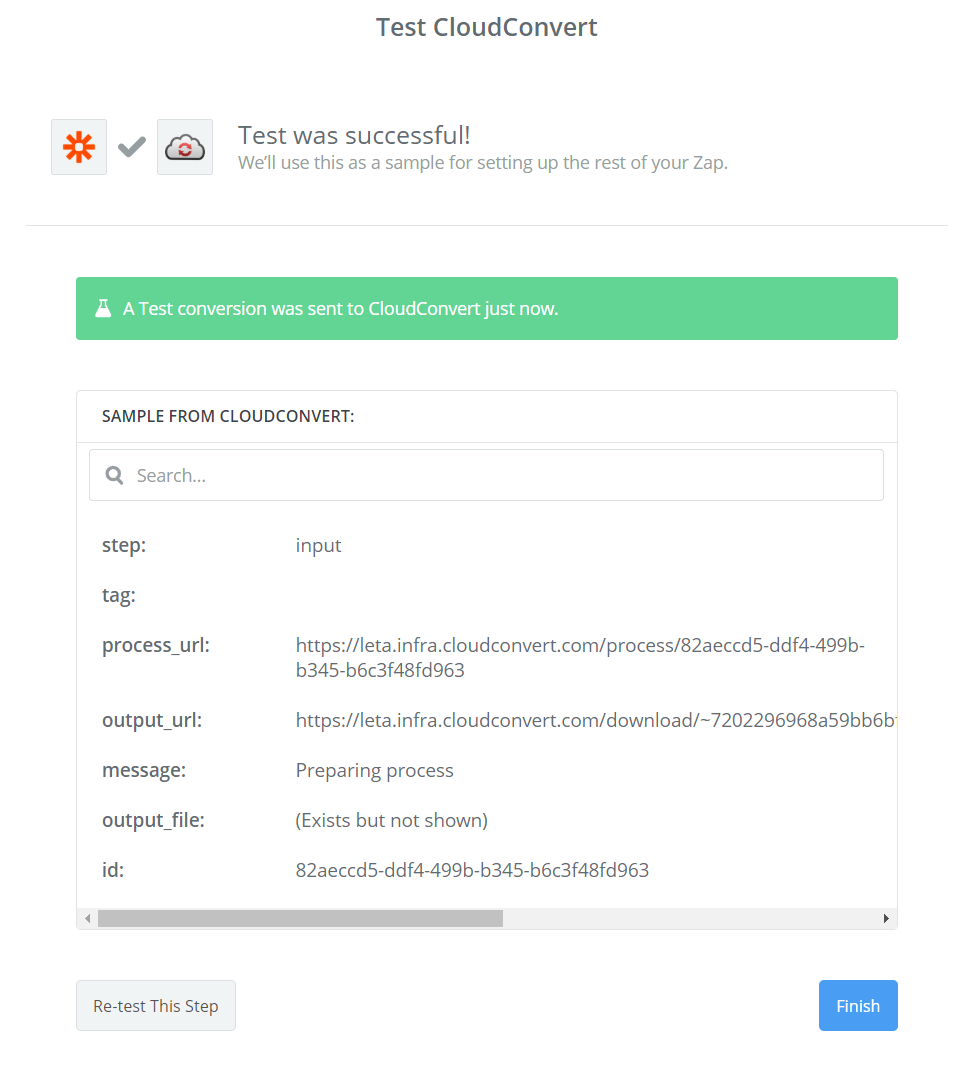 Test CloudConvert
Test was successful!
We’ll use this as a sample for setting up the rest of your Zap.
A Test conversion was sent to CloudConvert just now.
SAMPLE FROM CLOUDCONVERT:
Search...
step: input
tag:
process_url: https://leta.infra.cloudconvert.com/process/82aeccd5-ddf4-499b-
b345-b6c3f48fd963
output_url: https://leta.infra.cloudconvert.com/download/~7202296968a59bb6b
message: Preparing process
output_file: (Exists but not shown)
id: 82aeccd5-ddf4-499b-b345-b6c3f48fd963
Re-test This Step
Finish